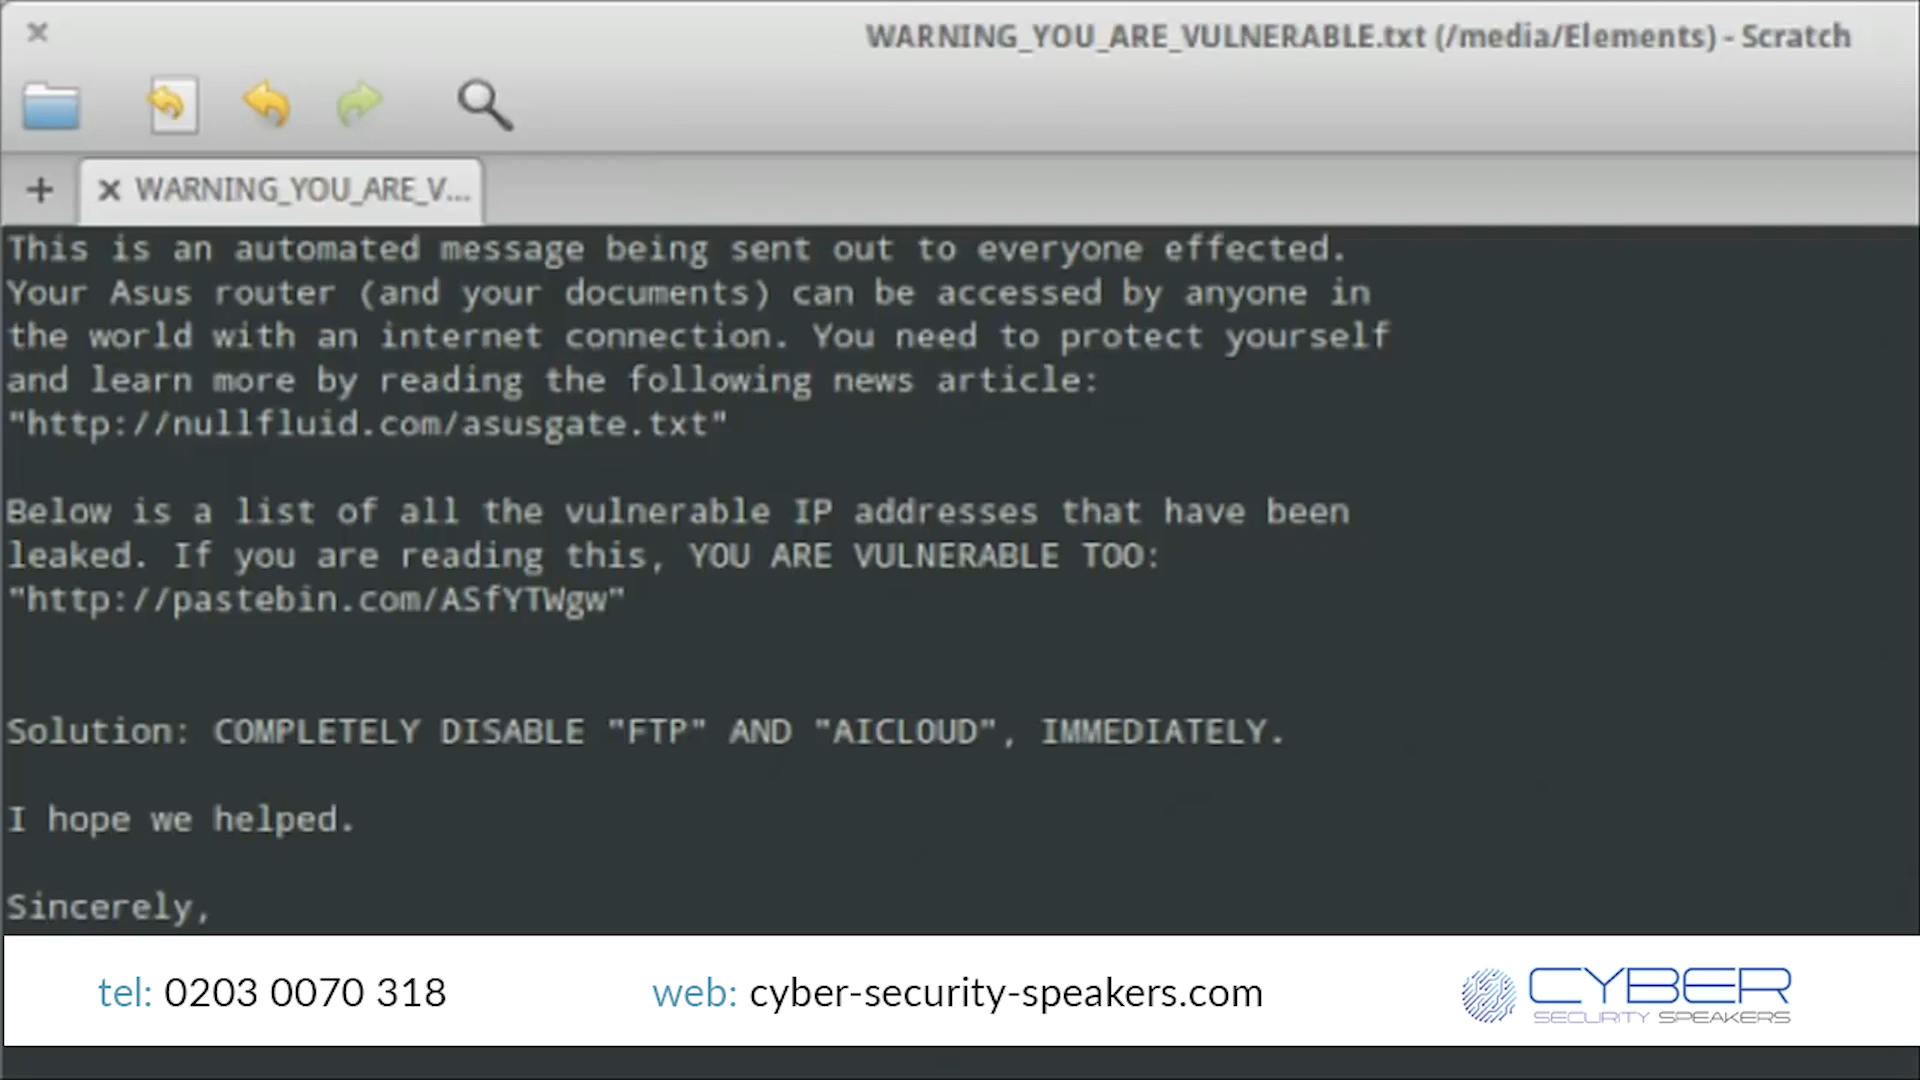 WARNING_YOU_ARE_VULNERABLE.txt (/media/Elements) - Scratch
WARNING_YOU_ARE_V...
This is an automated message being sent out to everyone effected.
Your Asus router (and your documents) can be accessed by anyone in
the world with an internet connection. You need to protect yourself
and learn more by reading the following news article:
"http://nullfluid.com/asusgate.txt"
Below is a list of all the vulnerable IP addresses that have been
leaked. If you are reading this, YOU ARE VULNERABLE TOO:
"http://pastebin.com/ASfYTWgw"
Solution: COMPLETELY DISABLE "FTP" AND "AICLOUD", IMMEDIATELY.
I hope we helped.
Sincerely,
tel: 0203 0070 318
web: cyber-security-speakers.com
CYBER
SECURITY SPEAKERS